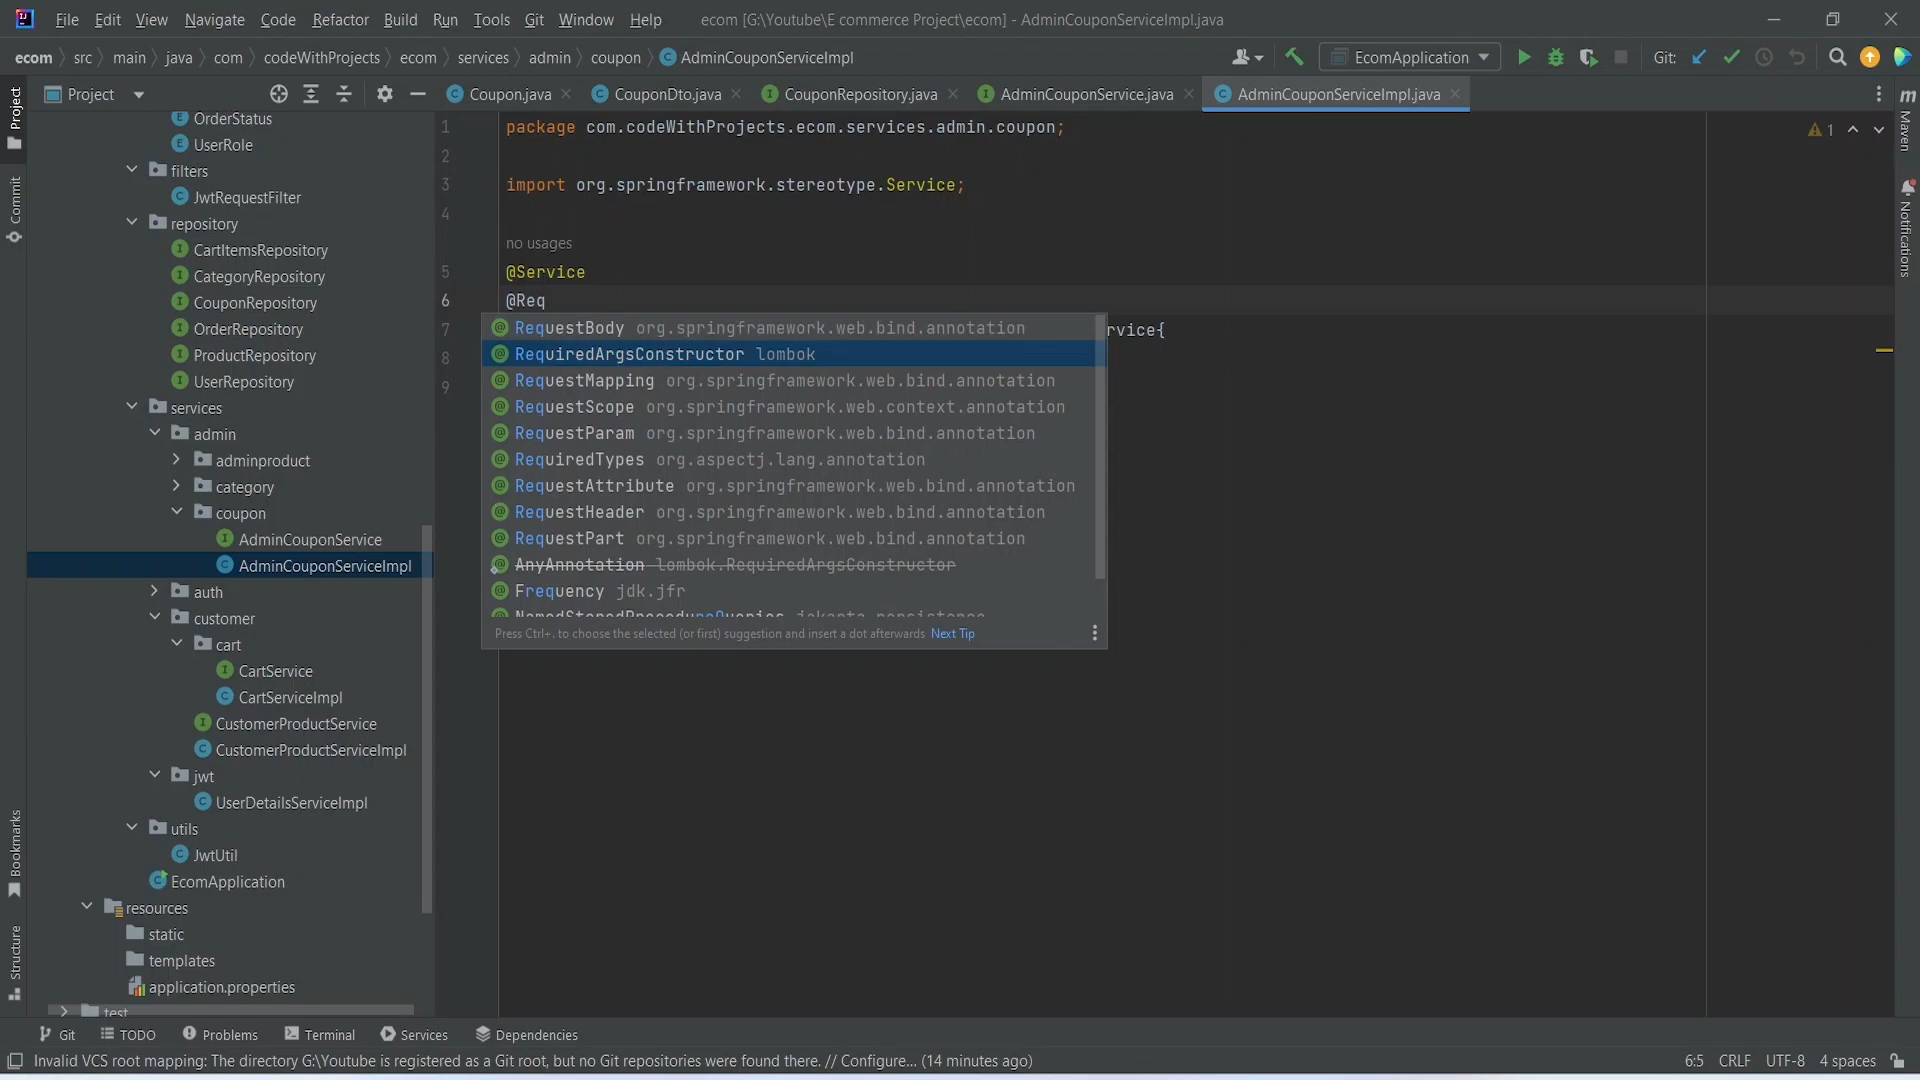 File Edit View Navigate Code Refactor Build Run Tools Git Window Help ecom [G:\Youtube\E commerce Project\ecom] - AdminCouponServiceImpl.java
ecom src main java com codeWithProjects ecom services admin coupon AdminCouponServiceImpl EcomApplication Git:
Project Coupon.java CouponDto.java CouponRepository.java AdminCouponService.java AdminCouponServiceImpl.java
Project
Commit
Bookmarks
Structure
OrderStatus
UserRole
filters
JwtRequestFilter
repository
CartItemsRepository
CategoryRepository
CouponRepository
OrderRepository
ProductRepository
UserRepository
services
admin
adminproduct
category
coupon
AdminCouponService
AdminCouponServiceImpl
auth
customer
cart
CartService
CartServiceImpl
CustomerProductService
CustomerProductServiceImpl
jwt
UserDetailsServiceImpl
utils
JwtUtil
EcomApplication
resources
static
templates
application.properties
test
1 package com.codeWithProjects.ecom.services.admin.coupon;
2
3 import org.springframework.stereotype.Service;
4
no usages
5 @Service
6 @Req
7 rvice{
8
9
RequestBody org.springframework.web.bind.annotation
RequiredArgsConstructor lombok
RequestMapping org.springframework.web.bind.annotation
RequestScope org.springframework.web.context.annotation
RequestParam org.springframework.web.bind.annotation
RequiredTypes org.aspectj.lang.annotation
RequestAttribute org.springframework.web.bind.annotation
RequestHeader org.springframework.web.bind.annotation
RequestPart org.springframework.web.bind.annotation
AnyAnnotation lombok.RequiredArgsConstructor
Frequency jdk.jfr
NamedStoredProcedureQueries jakarta.persistence
Press Ctrl+. to choose the selected (or first) suggestion and insert a dot afterwards Next Tip
1
m
Maven
Notifications
Git TODO Problems Terminal Services Dependencies
Invalid VCS root mapping: The directory G:\Youtube is registered as a Git root, but no Git repositories were found there. // Configure... (14 minutes ago) 6:5 CRLF UTF-8 4 spaces